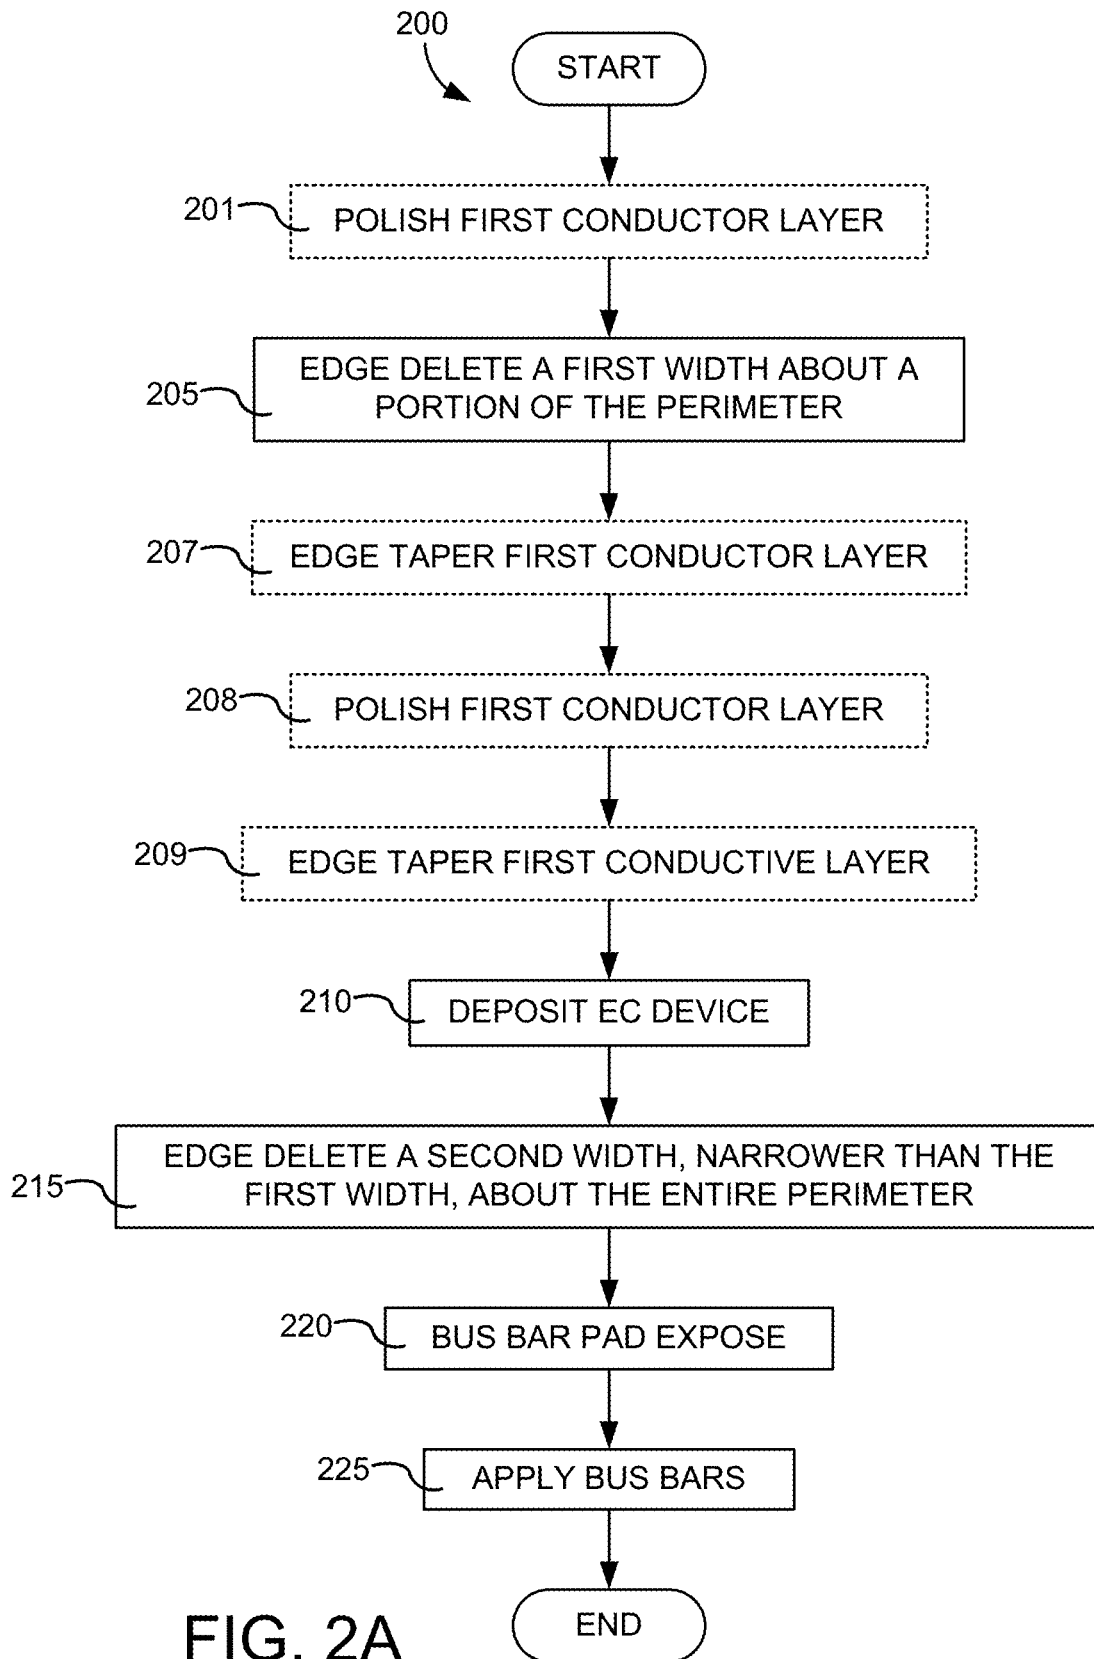 200
START
201
POLISH FIRST CONDUCTOR LAYER
205
EDGE DELETE A FIRST WIDTH ABOUT A
PORTION OF THE PERIMETER
207
EDGE TAPER FIRST CONDUCTOR LAYER
208
POLISH FIRST CONDUCTOR LAYER
209
EDGE TAPER FIRST CONDUCTIVE LAYER
210
DEPOSIT EC DEVICE
215
EDGE DELETE A SECOND WIDTH, NARROWER THAN THE
FIRST WIDTH, ABOUT THE ENTIRE PERIMETER
220
BUS BAR PAD EXPOSE
225
APPLY BUS BARS
END
FIG. 2A